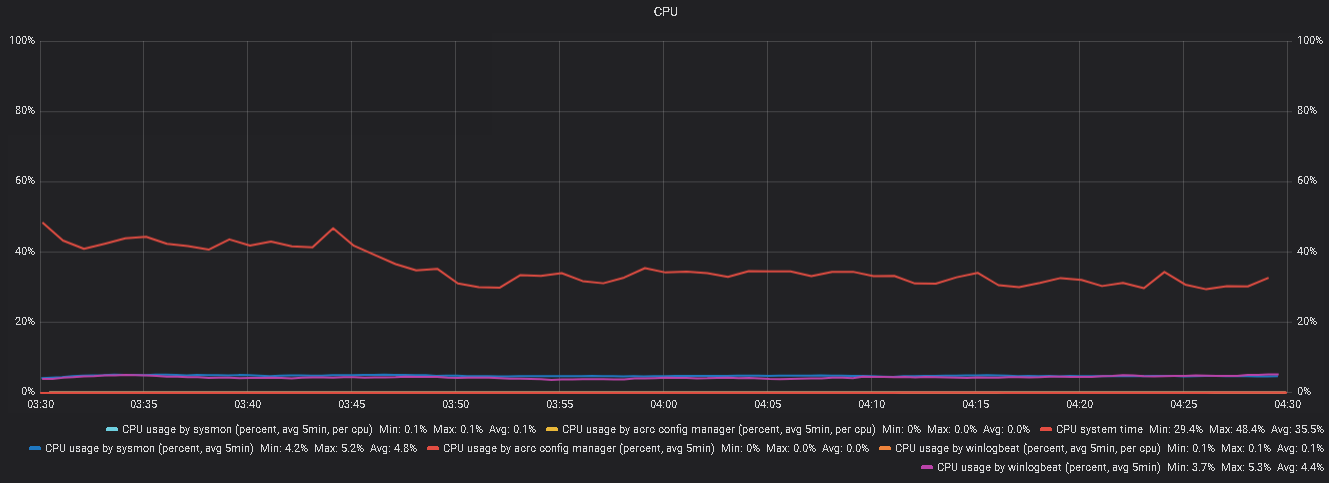 CPU
100% 100%
80% 80%
60% 60%
40% 40%
20% 20%
0% 0%
03:30 03:35 03:40 03:45 03:50 03:55 04:00 04:05 04:10 04:15 04:20 04:25 04:30
CPU usage by sysmon (percent, avg 5min, per cpu) Min: 0.1% Max: 0.1% Avg: 0.1% CPU usage by acrc config manager (percent, avg 5min, per cpu) Min: 0% Max: 0.0% Avg: 0.0% CPU system time Min: 29.4% Max: 48.4% Avg: 35.5%
CPU usage by sysmon (percent, avg 5min) Min: 4.2% Max: 5.2% Avg: 4.8% CPU usage by acrc config manager (percent, avg 5min) Min: 0% Max: 0.0% Avg: 0.0% CPU usage by winlogbeat (percent, avg 5min, per cpu) Min: 0.1% Max: 0.1% Avg: 0.1%
CPU usage by winlogbeat (percent, avg 5min) Min: 3.7% Max: 5.3% Avg: 4.4%